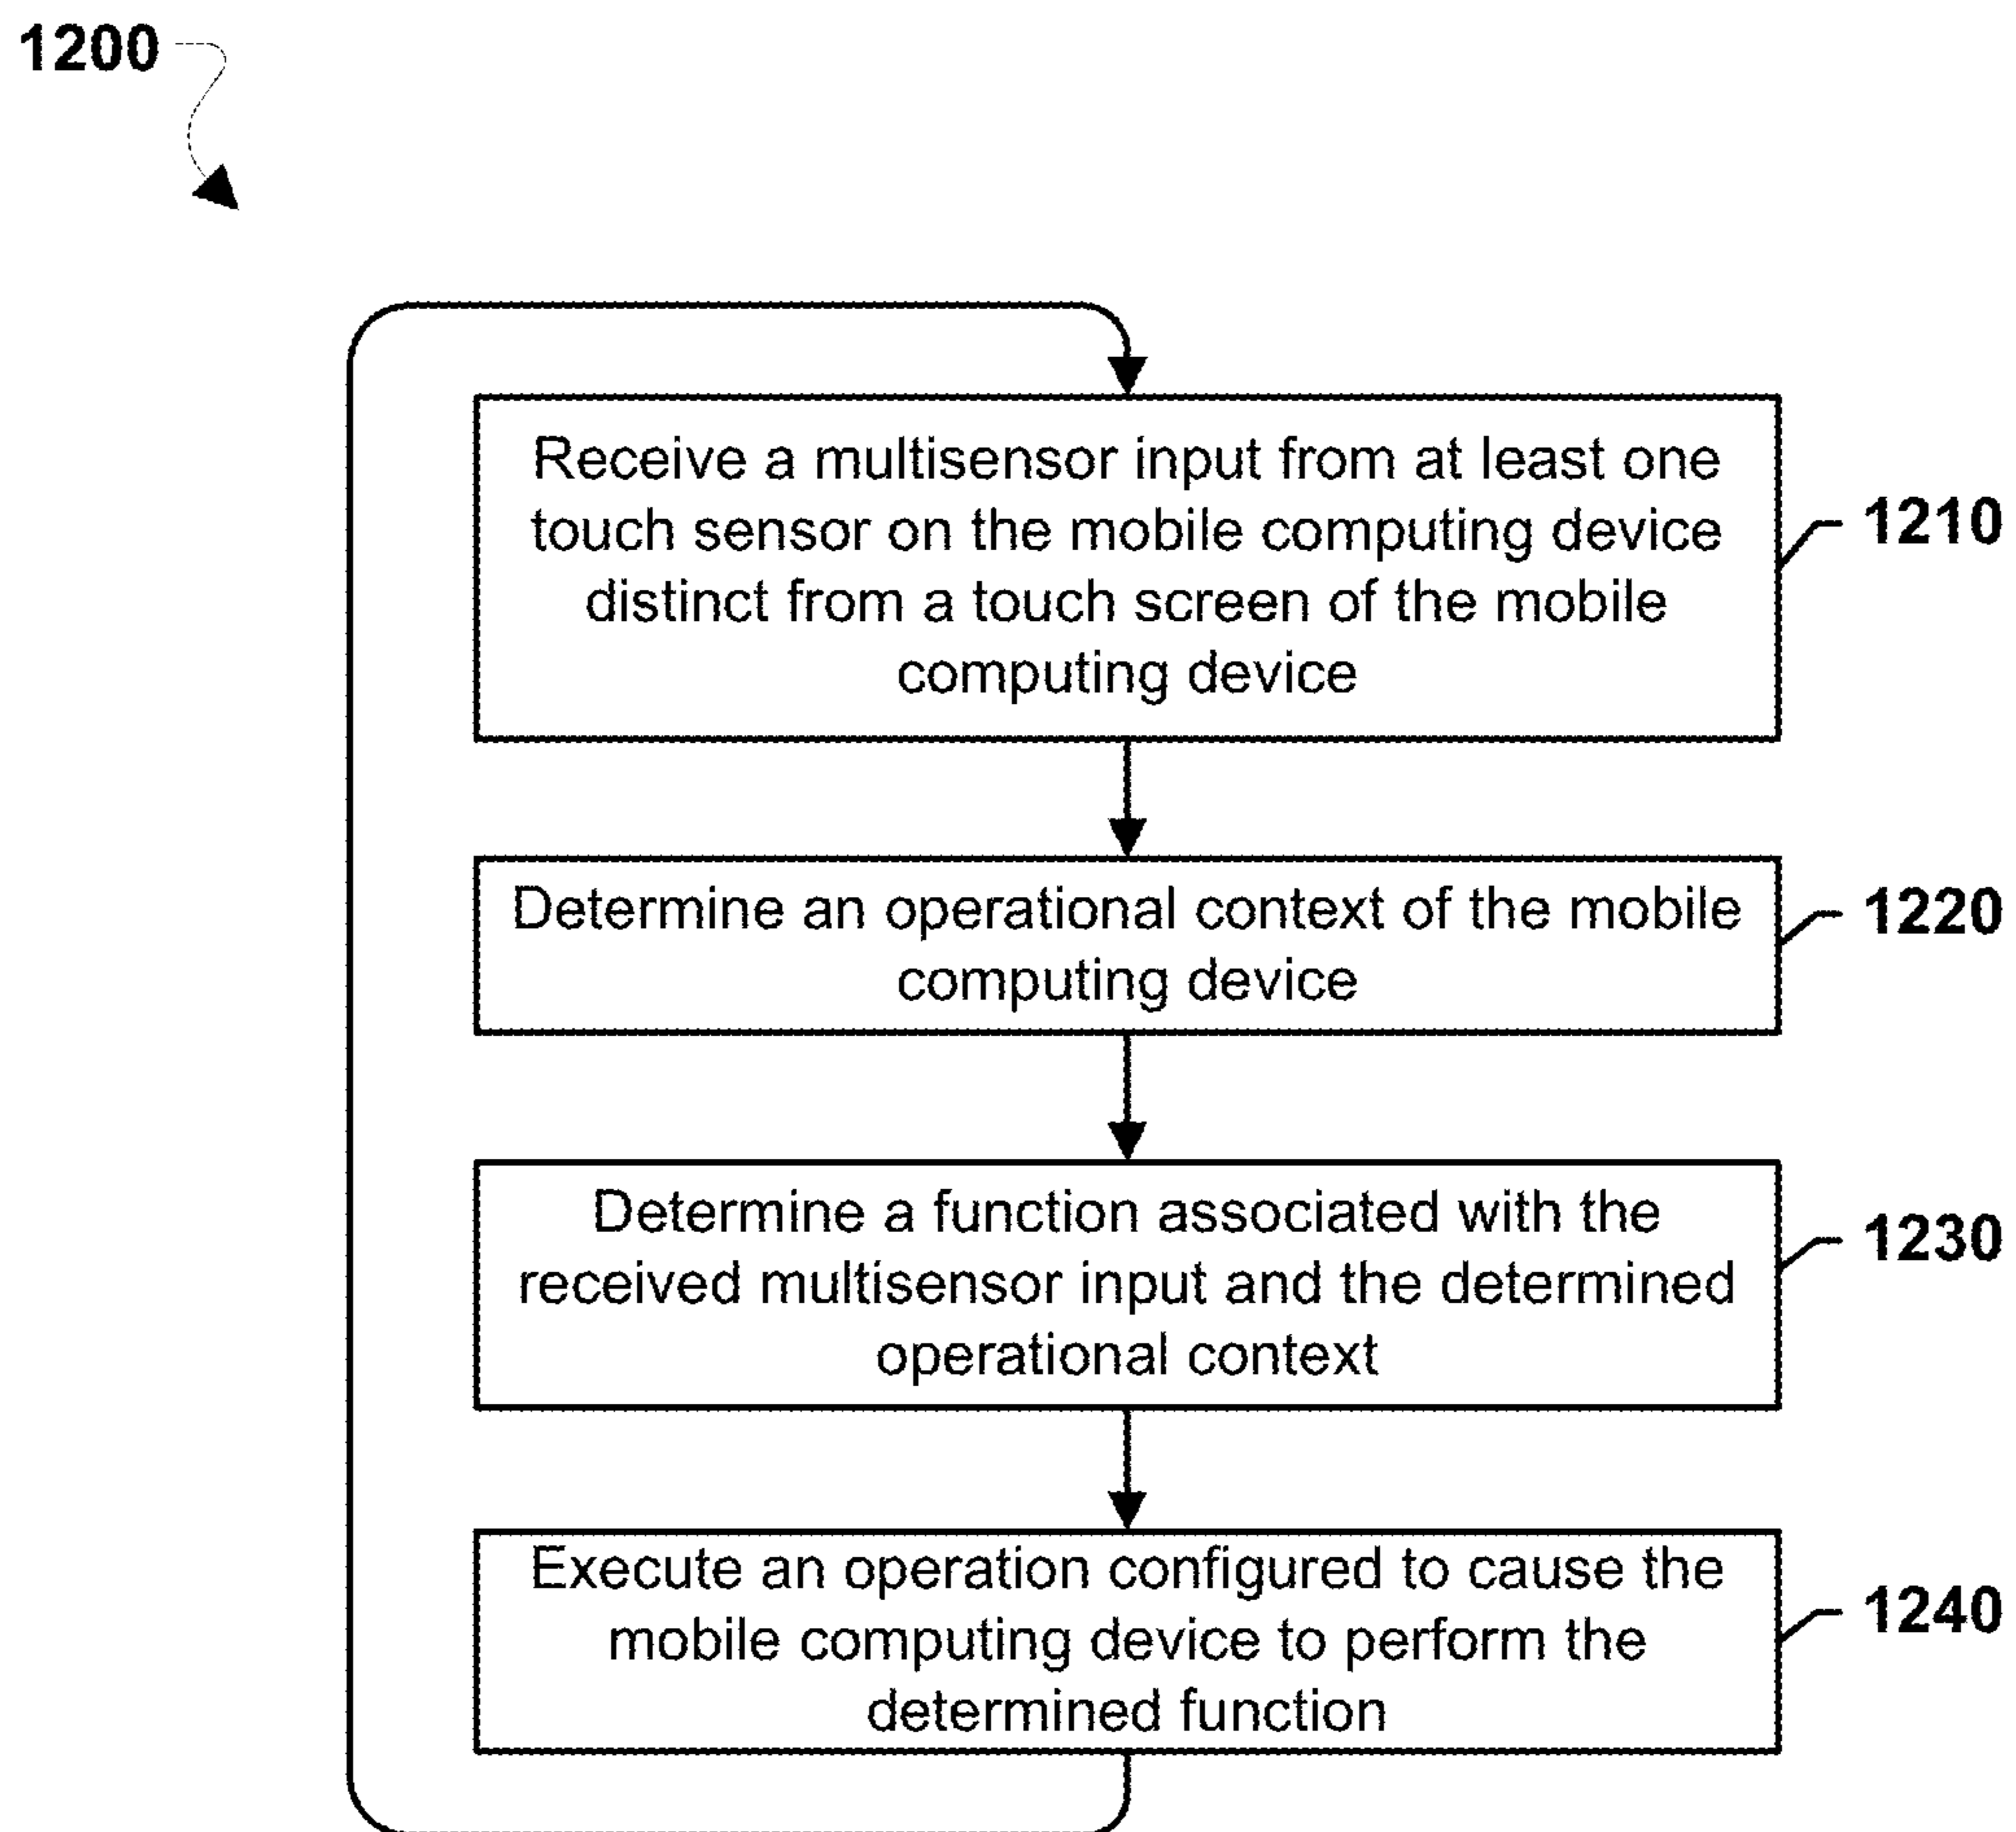 1200
Receive a multisensor input from at least one
touch sensor on the mobile computing device
distinct from a touch screen of the mobile
computing device
1210
Determine an operational context of the mobile
computing device
1220
Determine a function associated with the
received multisensor input and the determined
operational context
1230
Execute an operation configured to cause the
mobile computing device to perform the
determined function
1240